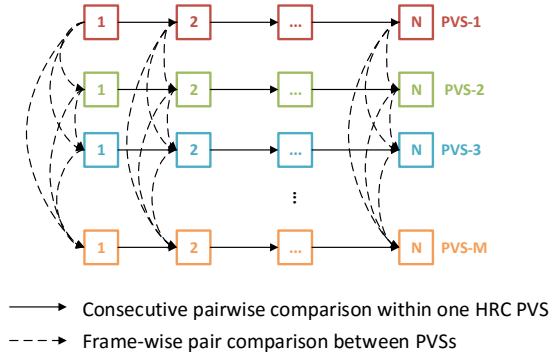 1 2 ... N PVS-1
1 2 ... N PVS-2
1 2 ... N PVS-3
...
1 2 ... N PVS-M
Consecutive pairwise comparison within one HRC PVS
Frame-wise pair comparison between PVSs